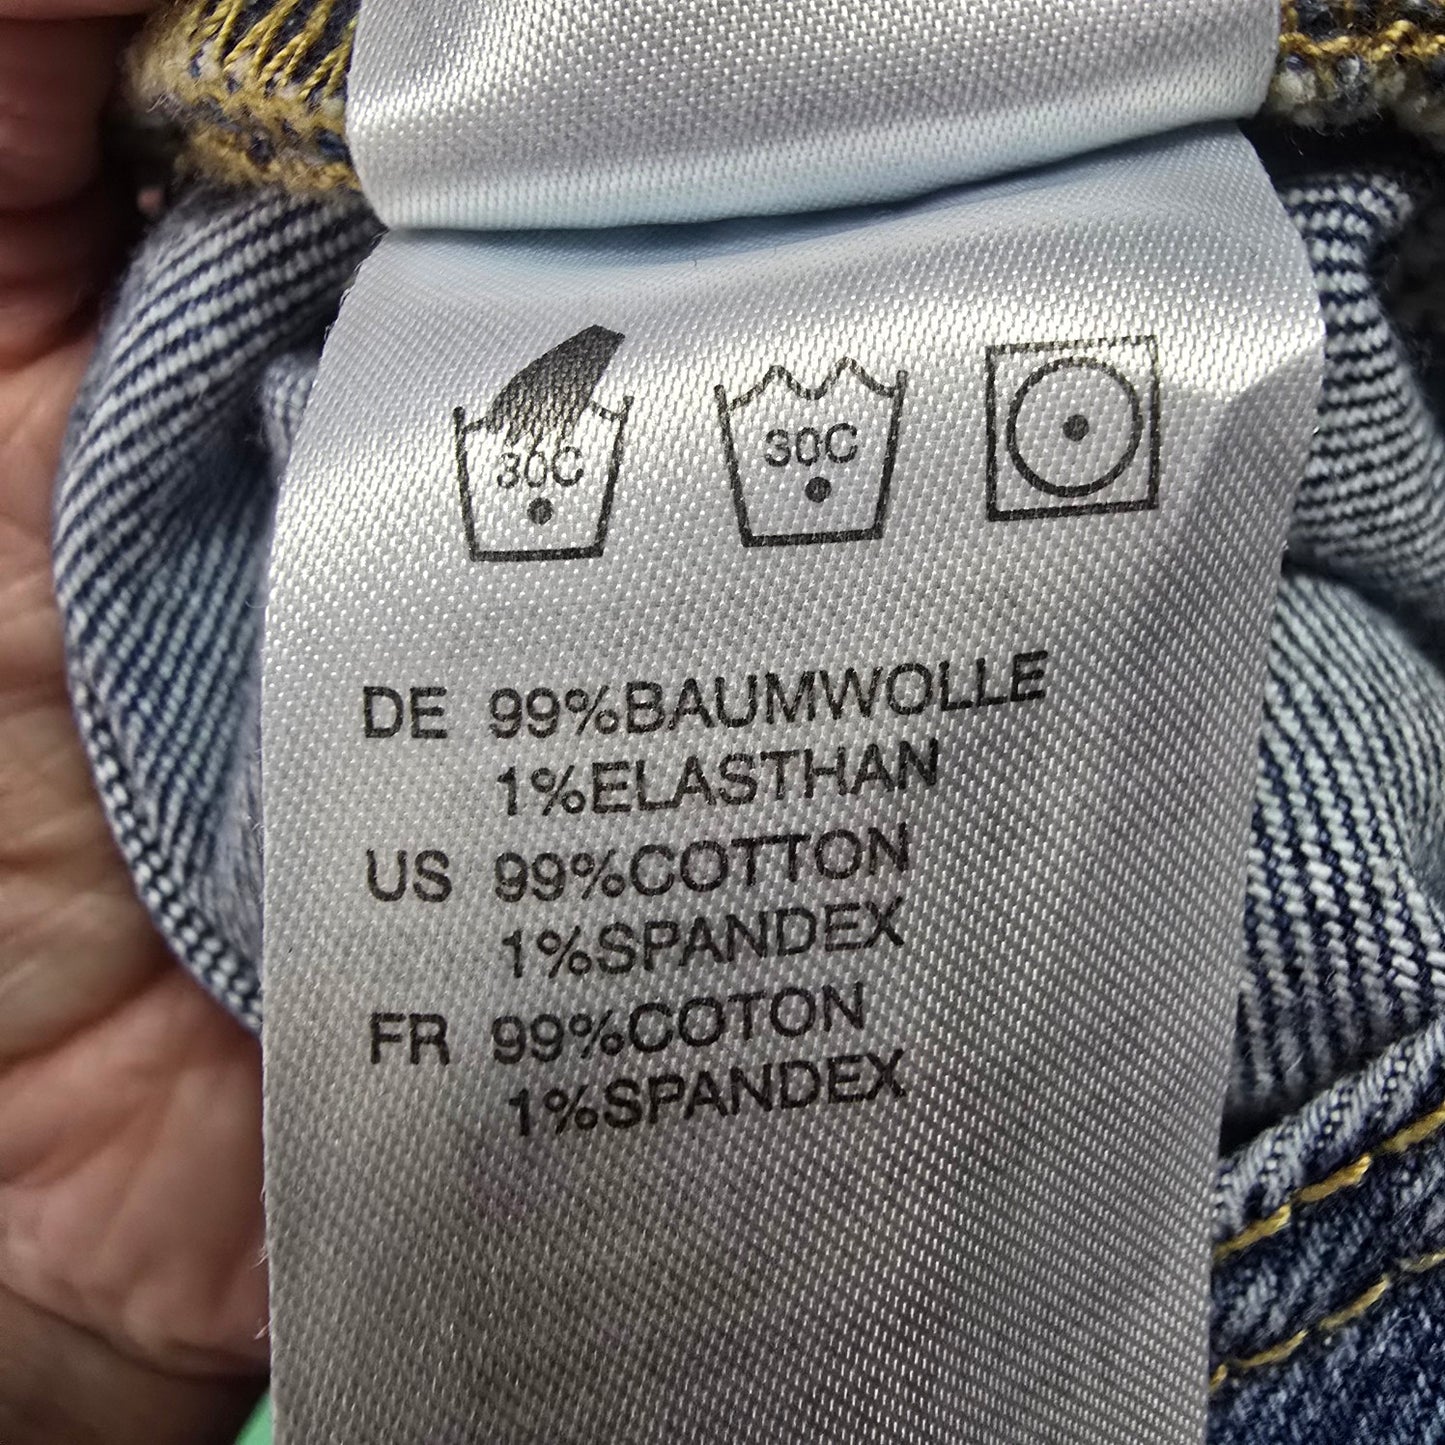 30C 30C
DE 99%BAUMWOLLE
1%ELASTHAN
US 99%COTTON
1%SPANDEX
FR 99%COTON
1%SPANDEX